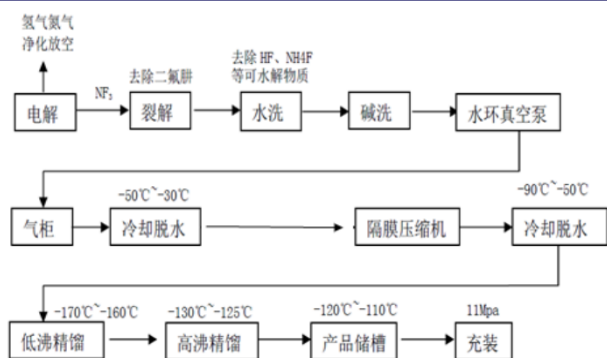 氢气氮气
净化放空
去除二氟肼
去除 HF、NH4F
等可水解物质
电解
NF3
裂解
水洗
碱洗
水环真空泵
-50℃~-30℃
-90℃~-50℃
气柜
冷却脱水
隔膜压缩机
冷却脱水
-170℃~-160℃
-130℃~-125℃
-120℃~-110℃
11Mpa
低沸精馏
高沸精馏
产品储槽
充装